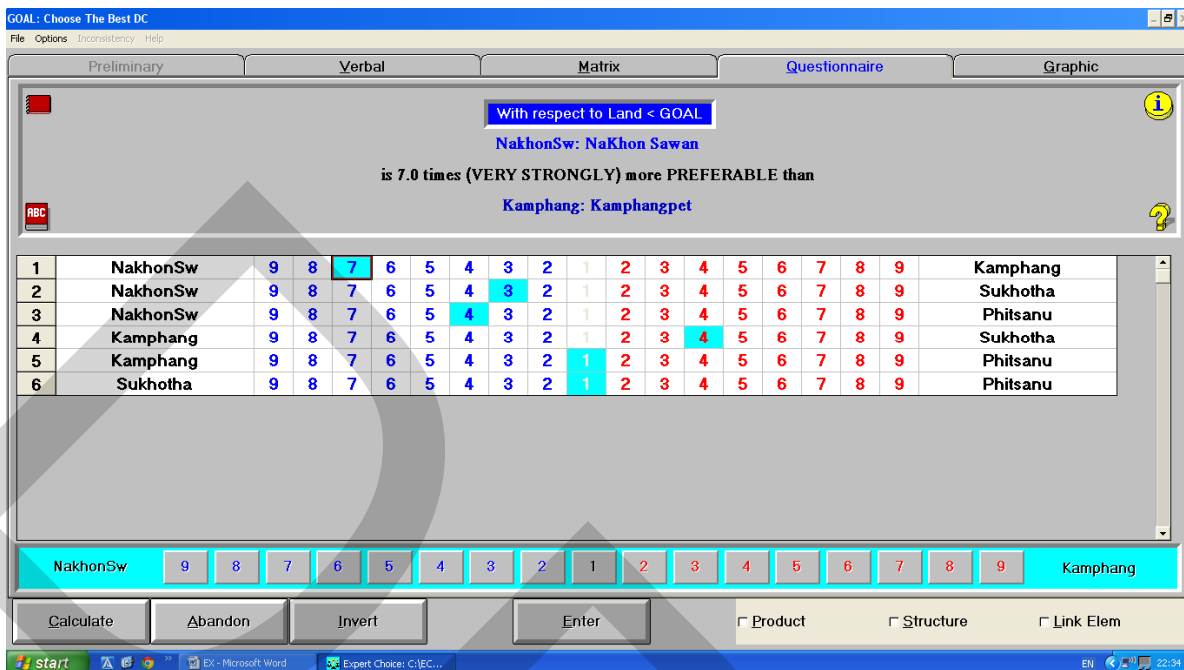 GOAL: Choose The Best DC
File Options Inconsistency Help
Preliminary Verbal Matrix Questionnaire Graphic
With respect to Land < GOAL
NakhonSw: NaKhon Sawan
is 7.0 times (VERY STRONGLY) more PREFERABLE than
ABC Kamphang: Kamphangpet
1 NakhonSw 9 8 7 6 5 4 3 2 1 2 3 4 5 6 7 8 9 Kamphang
2 NakhonSw 9 8 7 6 5 4 3 2 1 2 3 4 5 6 7 8 9 Sukhotha
3 NakhonSw 9 8 7 6 5 4 3 2 1 2 3 4 5 6 7 8 9 Phitsanu
4 Kamphang 9 8 7 6 5 4 3 2 1 2 3 4 5 6 7 8 9 Sukhotha
5 Kamphang 9 8 7 6 5 4 3 2 1 2 3 4 5 6 7 8 9 Phitsanu
6 Sukhotha 9 8 7 6 5 4 3 2 1 2 3 4 5 6 7 8 9 Phitsanu
NakhonSw 9 8 7 6 5 4 3 2 1 2 3 4 5 6 7 8 9 Kamphang
Calculate Abandon Invert Enter Product Structure Link Elem
start EX - Microsoft Word Expert Choice: C:\EC... EN 22:34